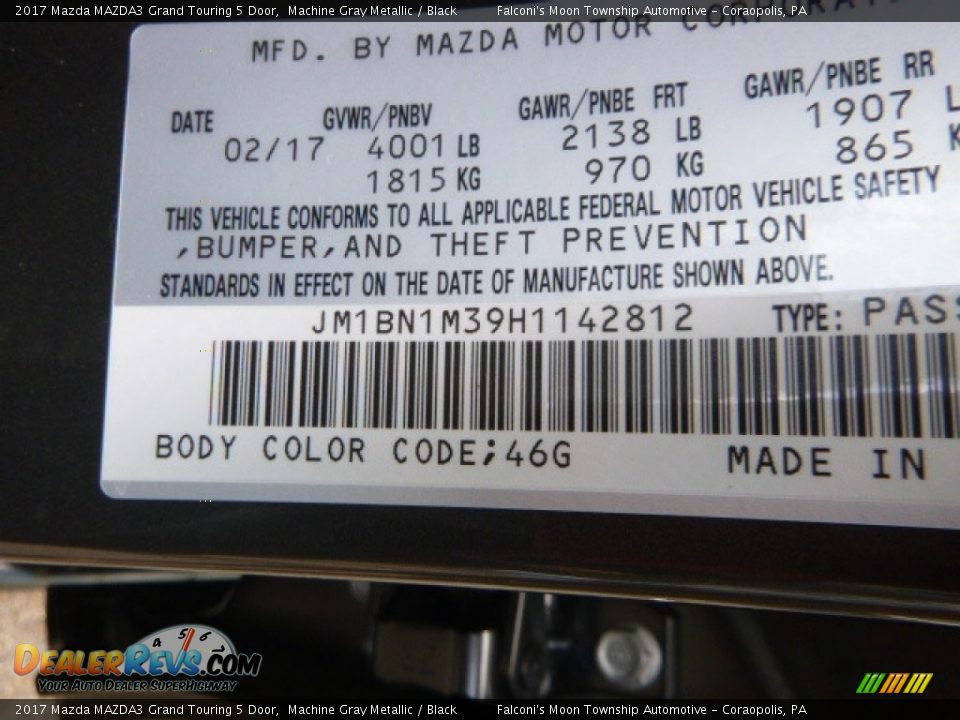 2017 Mazda MAZDA3 Grand Touring 5 Door, Machine Gray Metallic / Black Falconi's Moon Township Automotive - Coraopolis, PA
MFD. BY MAZDA MOTOR
DATE GVWR/PNBV GAWR/PNBE FRT GAWR/PNBE RR
02/17 4001 LB 2138 LB 1907 L
1815 KG 970 KG 865 K
THIS VEHICLE CONFORMS TO ALL APPLICABLE FEDERAL MOTOR VEHICLE SAFETY
,BUMPER,AND THEFT PREVENTION
STANDARDS IN EFFECT ON THE DATE OF MANUFACTURE SHOWN ABOVE.
JM1BN1M39H1142812 TYPE: PASS
BODY COLOR CODE;46G MADE IN
4 5 6 7
DEALERREVS.COM
YOUR AUTO DEALER SUPERHIGHWAY
2017 Mazda MAZDA3 Grand Touring 5 Door, Machine Gray Metallic / Black Falconi's Moon Township Automotive - Coraopolis, PA